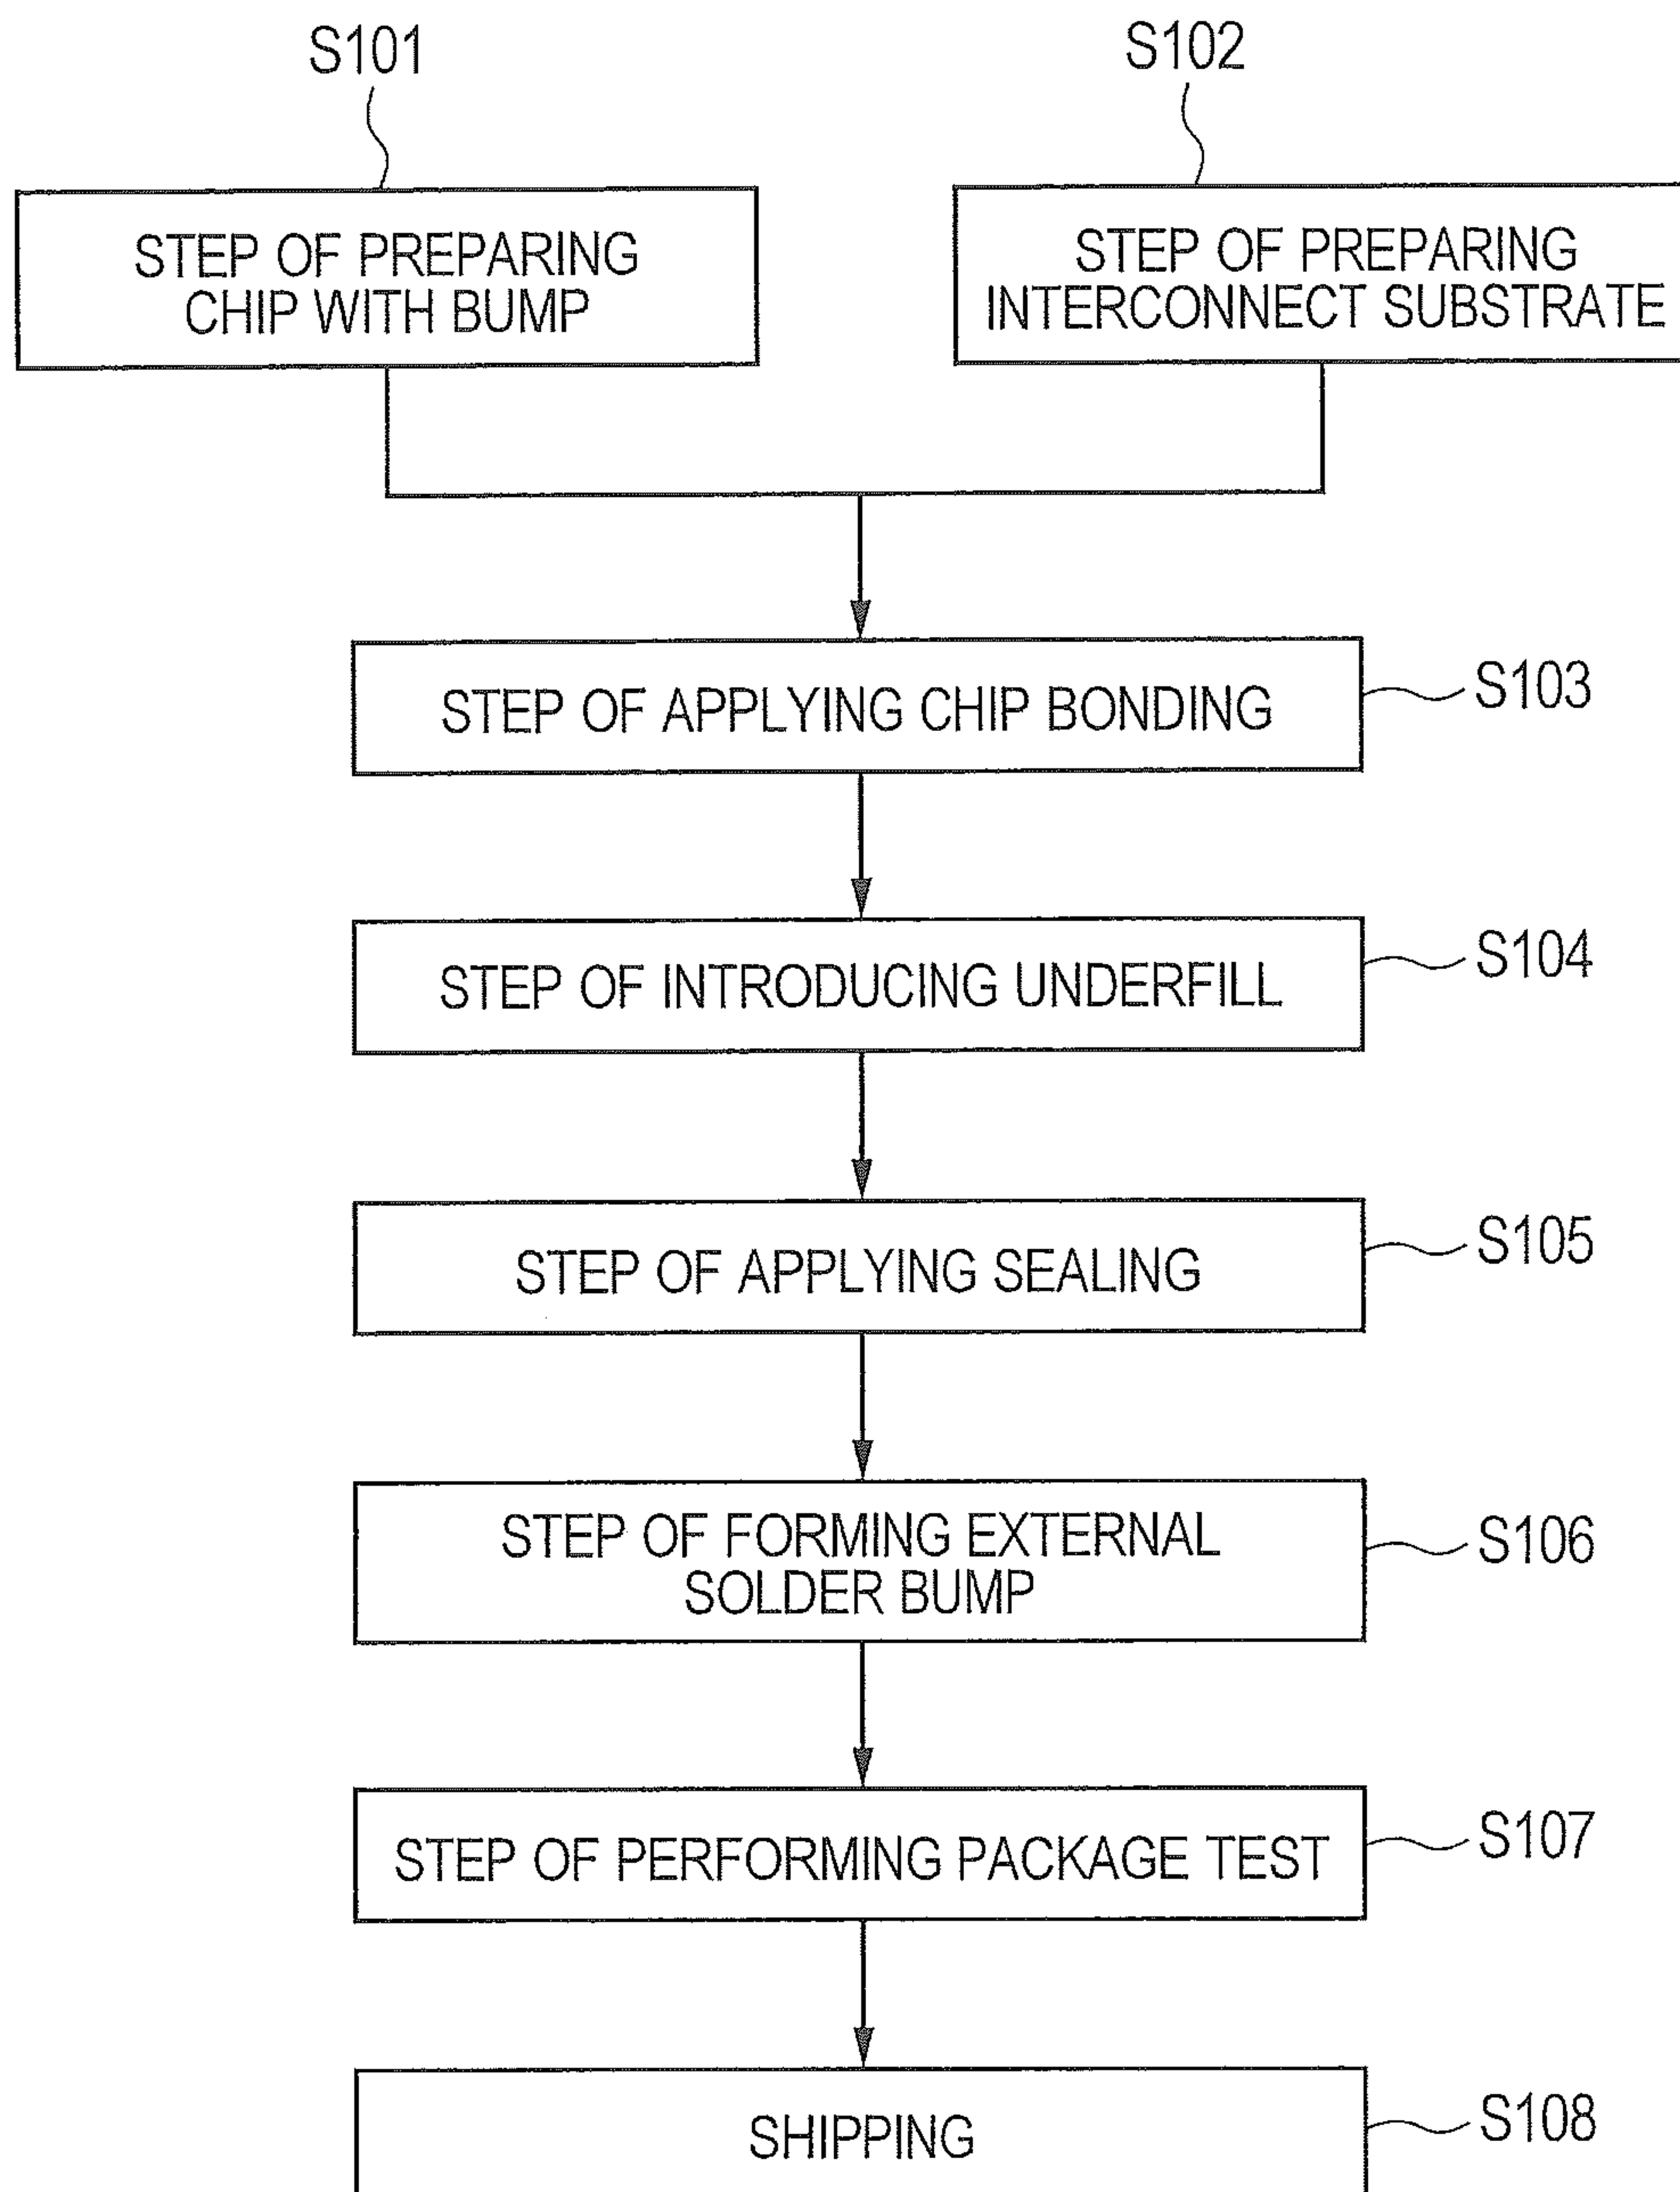 S101
S102
STEP OF PREPARING
CHIP WITH BUMP
STEP OF PREPARING
INTERCONNECT SUBSTRATE
STEP OF APPLYING CHIP BONDING
S103
STEP OF INTRODUCING UNDERFILL
S104
STEP OF APPLYING SEALING
S105
STEP OF FORMING EXTERNAL
SOLDER BUMP
S106
STEP OF PERFORMING PACKAGE TEST
S107
SHIPPING
S108